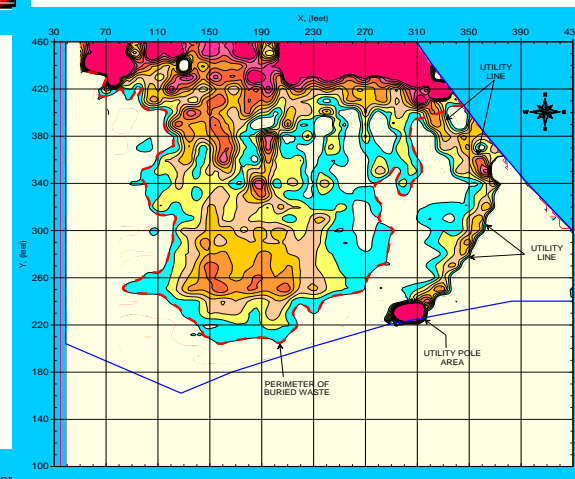 X, (feet)
30 70 110 150 190 230 270 310 350 390 43
460
420
380
340
300
260
220
180
140
100
Y, (feet)
UTILITY
LINE
N
W E
S
UTILITY
LINE
UTILITY POLE
AREA
PERIMETER OF
BURIED WASTE